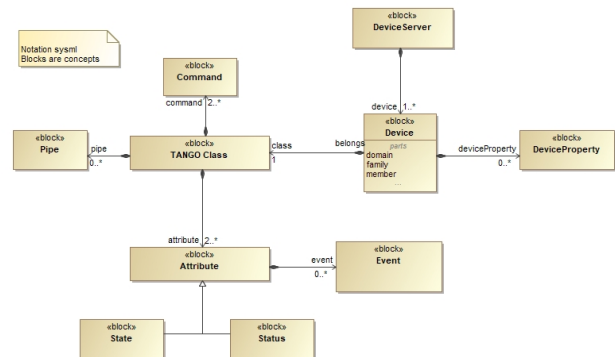 «block»
DeviceServer
Notation sysml
Blocks are concepts
«block»
Command
command 2..*
device 1..*
«block»
Pipe
pipe
0..*
«block»
TANGO Class
class
1
belongs
«block»
Device
parts
domain
family
member
...
deviceProperty
0..*
«block»
DeviceProperty
attribute 2..*
«block»
Attribute
event
0..*
«block»
Event
«block»
State
«block»
Status